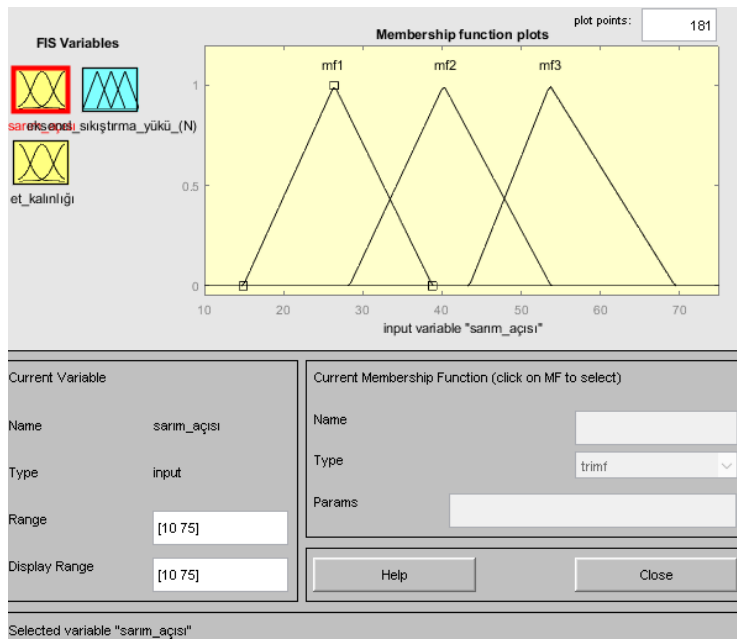 FIS Variables
Membership function plots
plot points:
181
mf1
mf2
mf3
1
0.5
0
10
20
30
40
50
60
70
input variable "sarım_açısı"
eksenel_sıkıştırma_yükü_(N)
et_kalınlığı
Current Variable
Name
sarım_açısı
Type
input
Range
[10 75]
Display Range
[10 75]
Current Membership Function (click on MF to select)
Name
Type
trimf
Params
Help
Close
Selected variable "sarım_açısı"